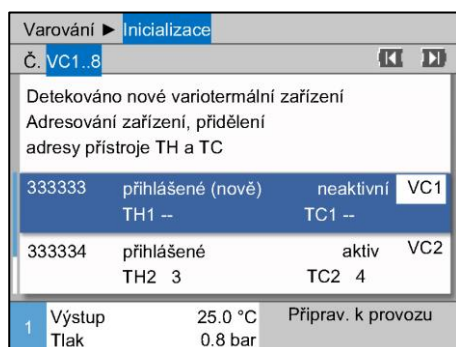 Varování ► Inicializace
Č. VC1..8
Detekováno nové variotermální zařízení
Adresování zařízení, přidělení
adresy přístroje TH a TC
333333 přihlášené (nově) neaktivní VC1
TH1 -- TC1 --
333334 přihlášené aktiv VC2
TH2 3 TC2 4
1 Výstup 25.0 °C Připrav. k provozu
Tlak 0.8 bar